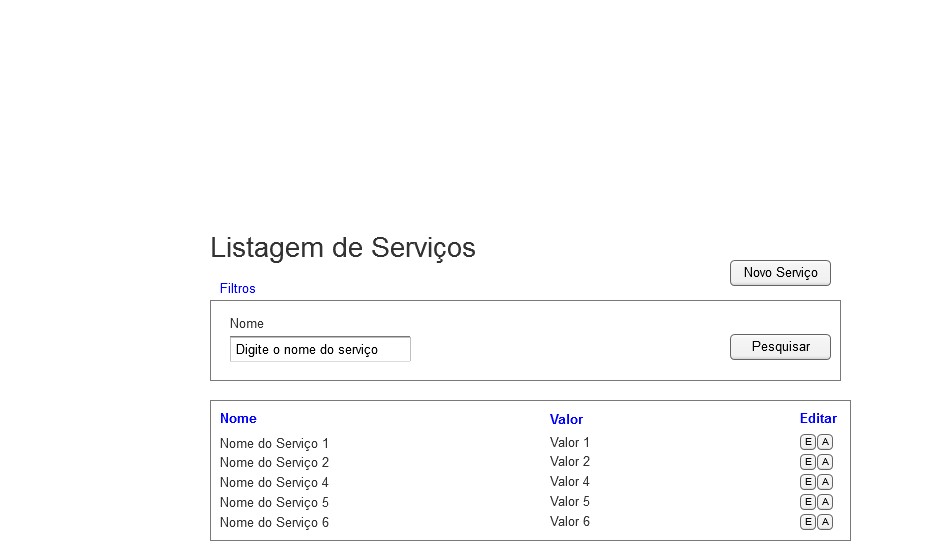 Listagem de Serviços
Novo Serviço
Filtros
Nome
Digite o nome do serviço
Pesquisar
Nome Valor Editar
Nome do Serviço 1 Valor 1 E A
Nome do Serviço 2 Valor 2 E A
Nome do Serviço 4 Valor 4 E A
Nome do Serviço 5 Valor 5 E A
Nome do Serviço 6 Valor 6 E A